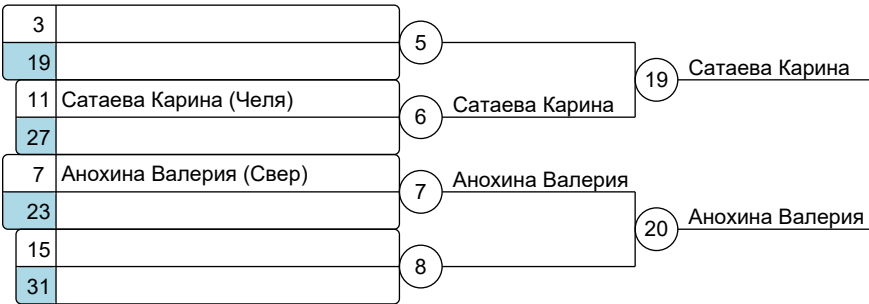 3
5
19
19 Сатаева Карина
11 Сатаева Карина (Челя)
6 Сатаева Карина
27
7 Анохина Валерия (Свер)
7 Анохина Валерия
23
20 Анохина Валерия
15
8
31